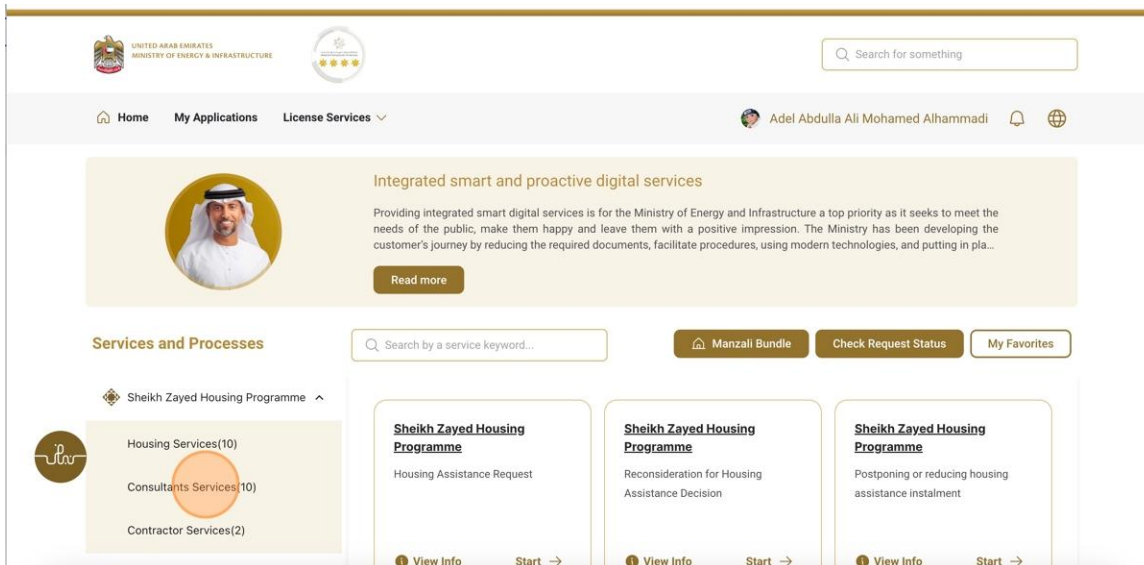 UNITED ARAB EMIRATES
MINISTRY OF ENERGY & INFRASTRUCTURE
Search for something
Home
My Applications
License Services
Adel Abdulla Ali Mohamed Alhammadi
Integrated smart and proactive digital services
Providing integrated smart digital services is for the Ministry of Energy and Infrastructure a top priority as it seeks to meet the
needs of the public, make them happy and leave them with a positive impression. The Ministry has been developing the
customer's journey by reducing the required documents, facilitate procedures, using modern technologies, and putting in pla...
Read more
Services and Processes
Search by a service keyword...
Manzali Bundle
Check Request Status
My Favorites
Sheikh Zayed Housing Programme
Housing Services(10)
Consultants Services(10)
Contractor Services(2)
Sheikh Zayed Housing
Programme
Housing Assistance Request
View Info
Start →
Sheikh Zayed Housing
Programme
Reconsideration for Housing
Assistance Decision
View Info
Start →
Sheikh Zayed Housing
Programme
Postponing or reducing housing
assistance instalment
View Info
Start →